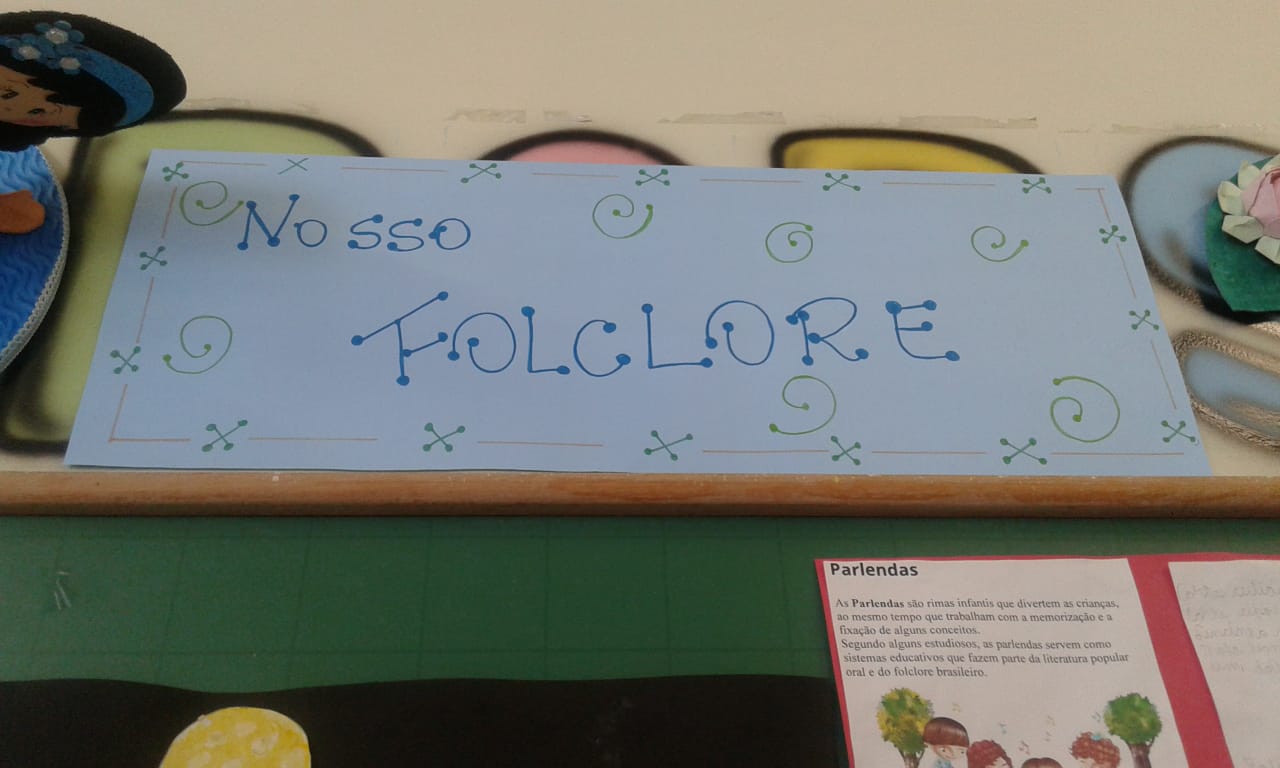 NOSSO
FOLCLORE
Parlendas
As Parlendas são rimas infantis que divertem as crianças,
ao mesmo tempo que trabalham com a memorização e a
fixação de alguns conceitos.
Segundo alguns estudiosos, as parlendas servem como
sistemas educativos que fazem parte da literatura popular
oral e do folclore brasileiro.